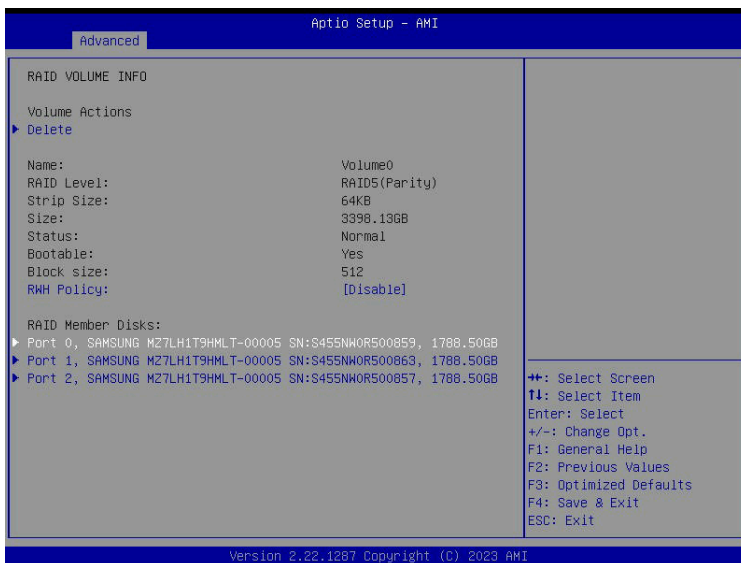 Aptio Setup - AMI
Advanced
RAID VOLUME INFO
Volume Actions
Delete
Name: Volume0
RAID Level: RAID5(Parity)
Strip Size: 64KB
Size: 3398.13GB
Status: Normal
Bootable: Yes
Block size: 512
RWH Policy: [Disable]
RAID Member Disks:
Port 0, SAMSUNG MZ7LH1T9HMLT-00005 SN:S455NW0R500859, 1788.50GB
Port 1, SAMSUNG MZ7LH1T9HMLT-00005 SN:S455NW0R500863, 1788.50GB
Port 2, SAMSUNG MZ7LH1T9HMLT-00005 SN:S455NW0R500857, 1788.50GB
→←: Select Screen
↑↓: Select Item
Enter: Select
+/-: Change Opt.
F1: General Help
F2: Previous Values
F3: Optimized Defaults
F4: Save & Exit
ESC: Exit
Version 2.22.1287 Copyright (C) 2023 AMI